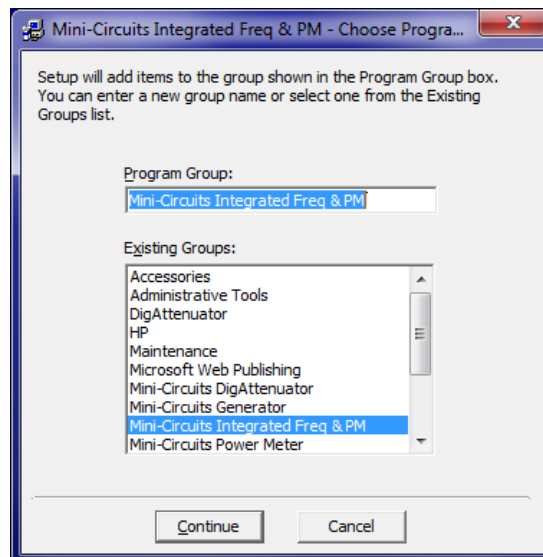 Mini-Circuits Integrated Freq & PM - Choose Progra...
Setup will add items to the group shown in the Program Group box.
You can enter a new group name or select one from the Existing
Groups list.
Program Group:
Mini-Circuits Integrated Freq & PM
Existing Groups:
Accessories
Administrative Tools
DigAttenuator
HP
Maintenance
Microsoft Web Publishing
Mini-Circuits DigAttenuator
Mini-Circuits Generator
Mini-Circuits Integrated Freq & PM
Mini-Circuits Power Meter
Continue
Cancel